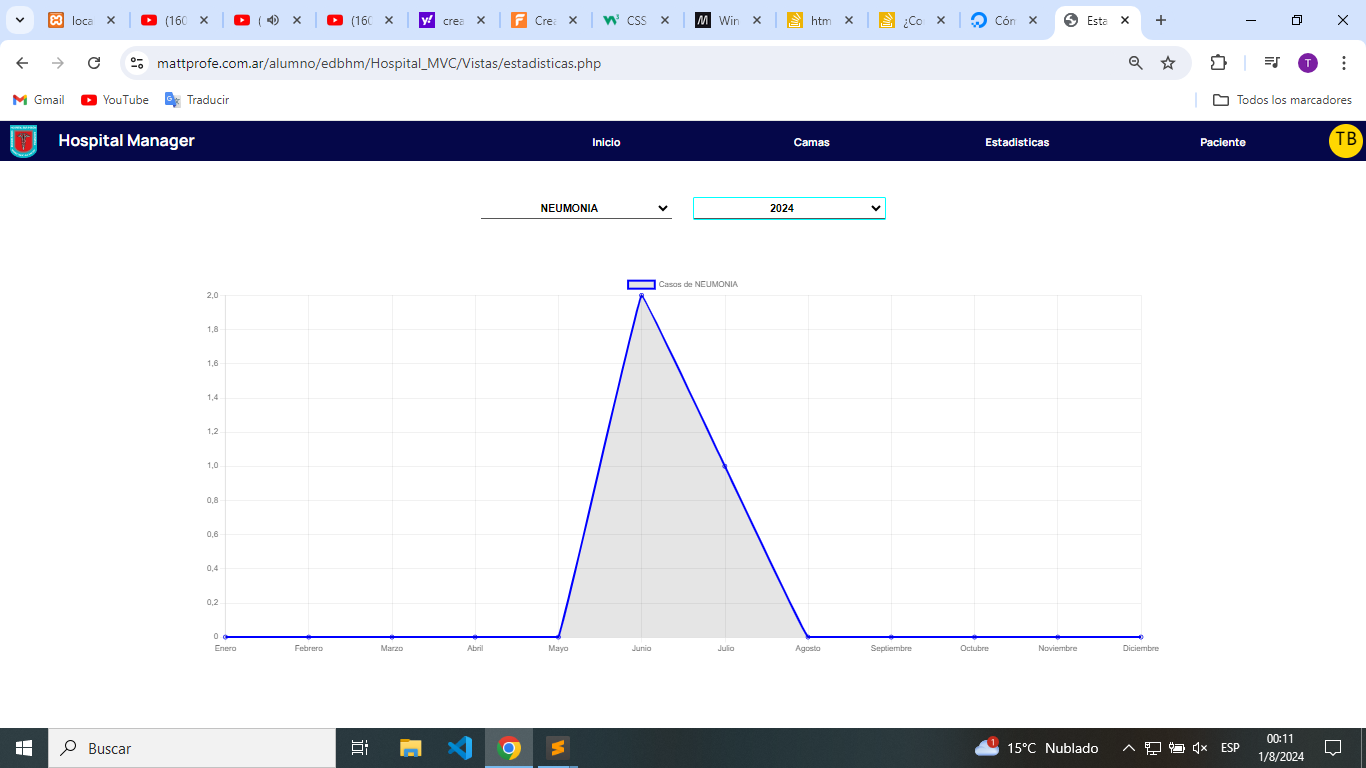 loca
(160
(
(160
crea
Crea
CSS
Win
htm
¿Co
Cón
Esta
mattprofe.com.ar/alumno/edbhm/Hospital_MVC/Vistas/estadisticas.php
T
Gmail
YouTube
Traducir
Todos los marcadores
Hospital Manager
Inicio
Camas
Estadisticas
Paciente
TB
NEUMONIA
2024
Casos de NEUMONIA
2,0
1,8
1,6
1,4
1,2
1,0
0,8
0,6
0,4
0,2
0
Enero Febrero Marzo Abril Mayo Junio Julio Agosto Septiembre Octubre Noviembre Diciembre
Buscar
1
15°C Nublado
ESP
00:11
1/8/2024